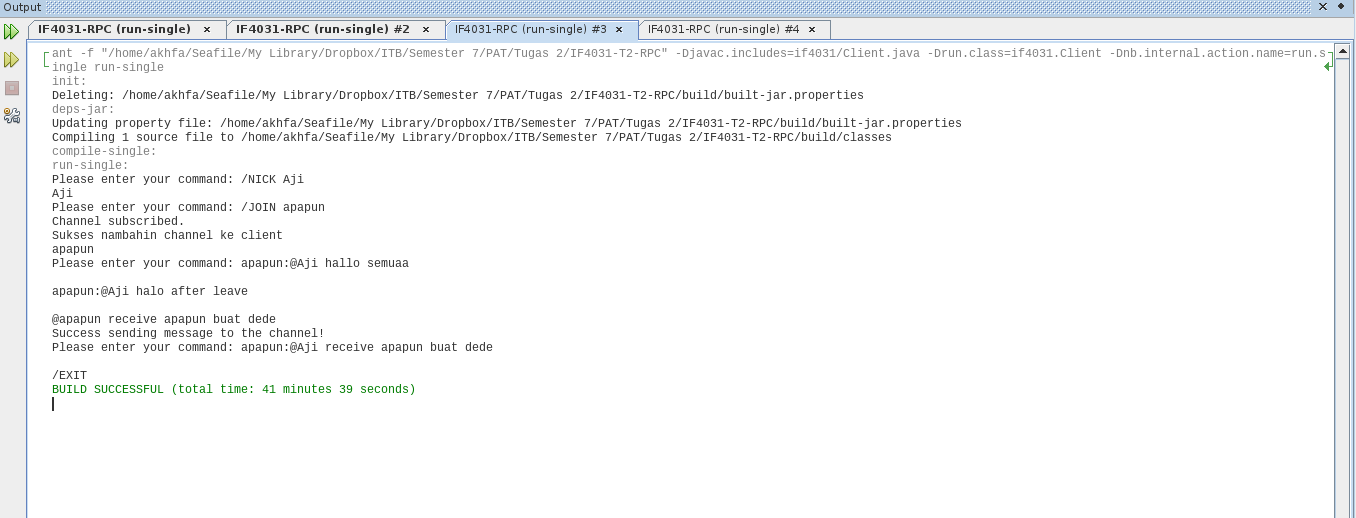 Output
IF4031-RPC (run-single) IF4031-RPC (run-single) #2 IF4031-RPC (run-single) #3 IF4031-RPC (run-single) #4
ant -f "/home/akhfa/Seafile/My Library/Dropbox/ITB/Semester 7/PAT/Tugas 2/IF4031-T2-RPC" -Djavac.includes=if4031/Client.java -Drun.class=if4031.Client -Dnb.internal.action.name=run.s
ingle run-single
init:
Deleting: /home/akhfa/Seafile/My Library/Dropbox/ITB/Semester 7/PAT/Tugas 2/IF4031-T2-RPC/build/built-jar.properties
deps-jar:
Updating property file: /home/akhfa/Seafile/My Library/Dropbox/ITB/Semester 7/PAT/Tugas 2/IF4031-T2-RPC/build/built-jar.properties
Compiling 1 source file to /home/akhfa/Seafile/My Library/Dropbox/ITB/Semester 7/PAT/Tugas 2/IF4031-T2-RPC/build/classes
compile-single:
run-single:
Please enter your command: /NICK Aji
Aji
Please enter your command: /JOIN apapun
Channel subscribed.
Sukses nambahin channel ke client
apapun
Please enter your command: apapun:@Aji hallo semuaa
apapun:@Aji halo after leave
@apapun receive apapun buat dede
Success sending message to the channel!
Please enter your command: apapun:@Aji receive apapun buat dede
/EXIT
BUILD SUCCESSFUL (total time: 41 minutes 39 seconds)